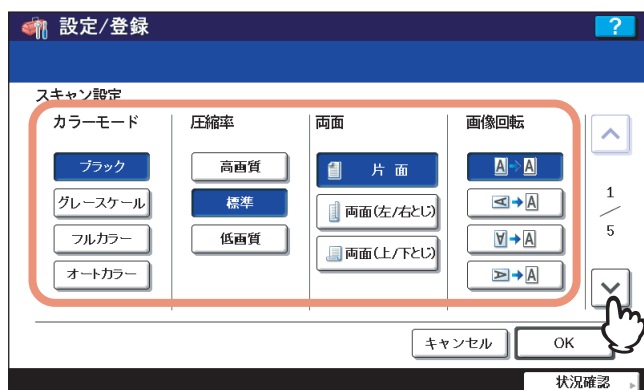 設定/登録
?
スキャン設定
カラーモード
圧縮率
両面
画像回転
ブラック
高画質
片 面
A A
グレースケール
標準
両面(左/右とじ)
A A
フルカラー
低画質
両面(上/下とじ)
A A
オートカラー
A A
1
5
キャンセル
OK
状況確認